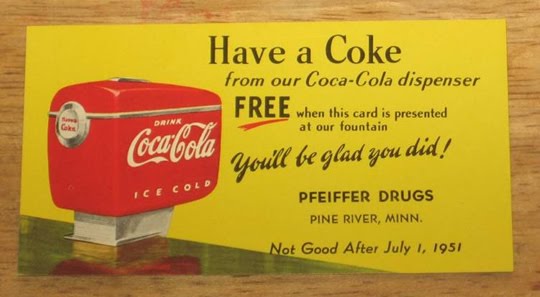 Have a Coke
from our Coca-Cola dispenser
FREE when this card is presented
at our fountain
You'll be glad you did!
PFEIFFER DRUGS
PINE RIVER, MINN.
Not Good After July 1, 1951
Have a
Coke
DRINK
Coca-Cola
ICE COLD